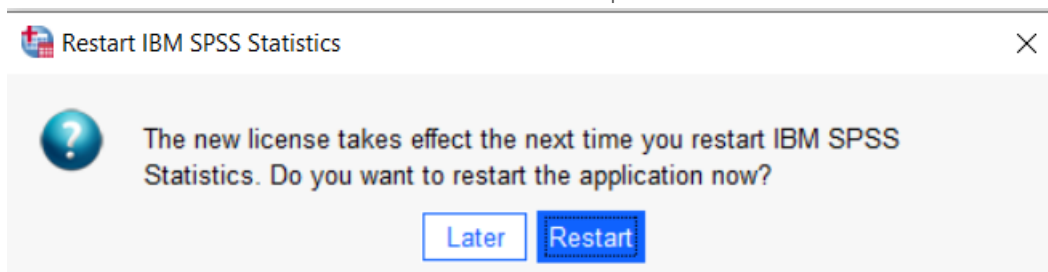 Restart IBM SPSS Statistics
The new license takes effect the next time you restart IBM SPSS
Statistics. Do you want to restart the application now?
Later Restart